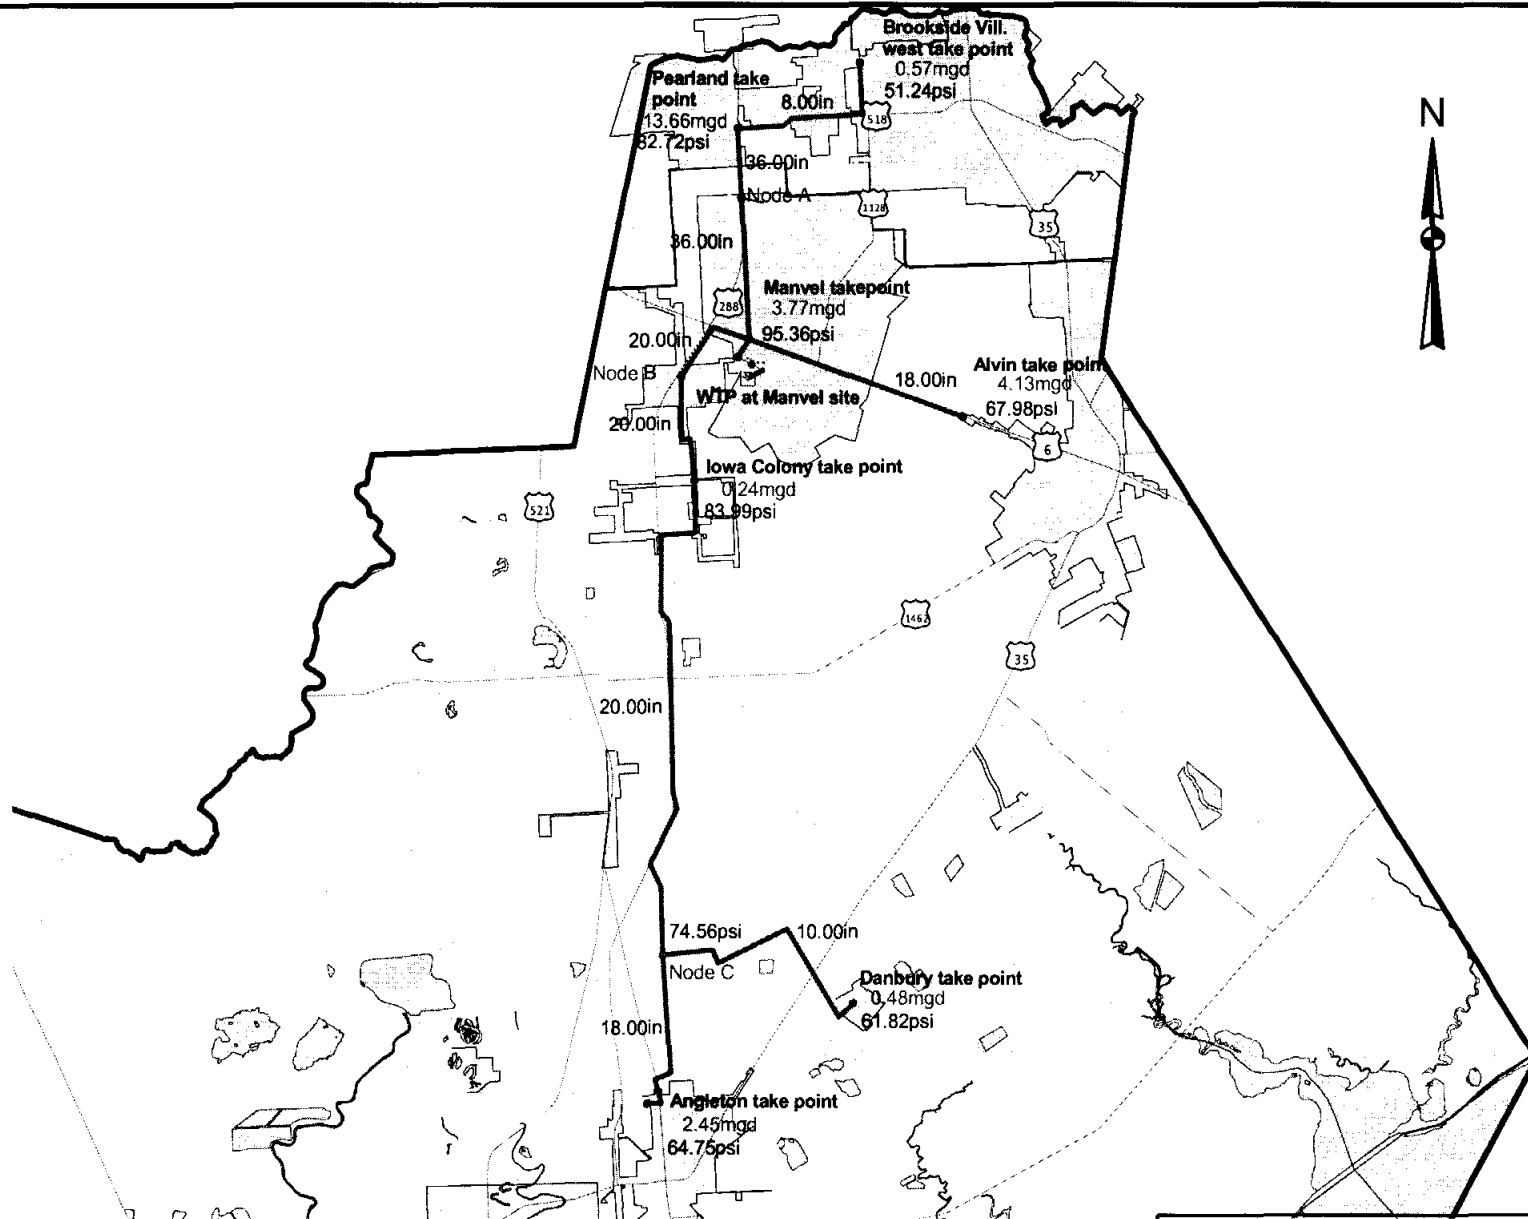 Brookside Vill.
west take point
0.57mgd
51.24psi
Pearland take
point
13.66mgd
82.72psi
8.00in
518
N
36.00in
Node A
1128
35
36.00in
288
Manvel takepoint
3.77mgd
95.36psi
20.00in
Node B
WTP at Manvel site
18.00in
Alvin take point
4.13mgd
67.98psi
20.00in
6
Iowa Colony take point
0.24mgd
83.99psi
521
1462
35
20.00in
74.56psi
10.00in
Node C
Danbury take point
0.48mgd
61.82psi
18.00in
Angleton take point
2.45mgd
64.75psi